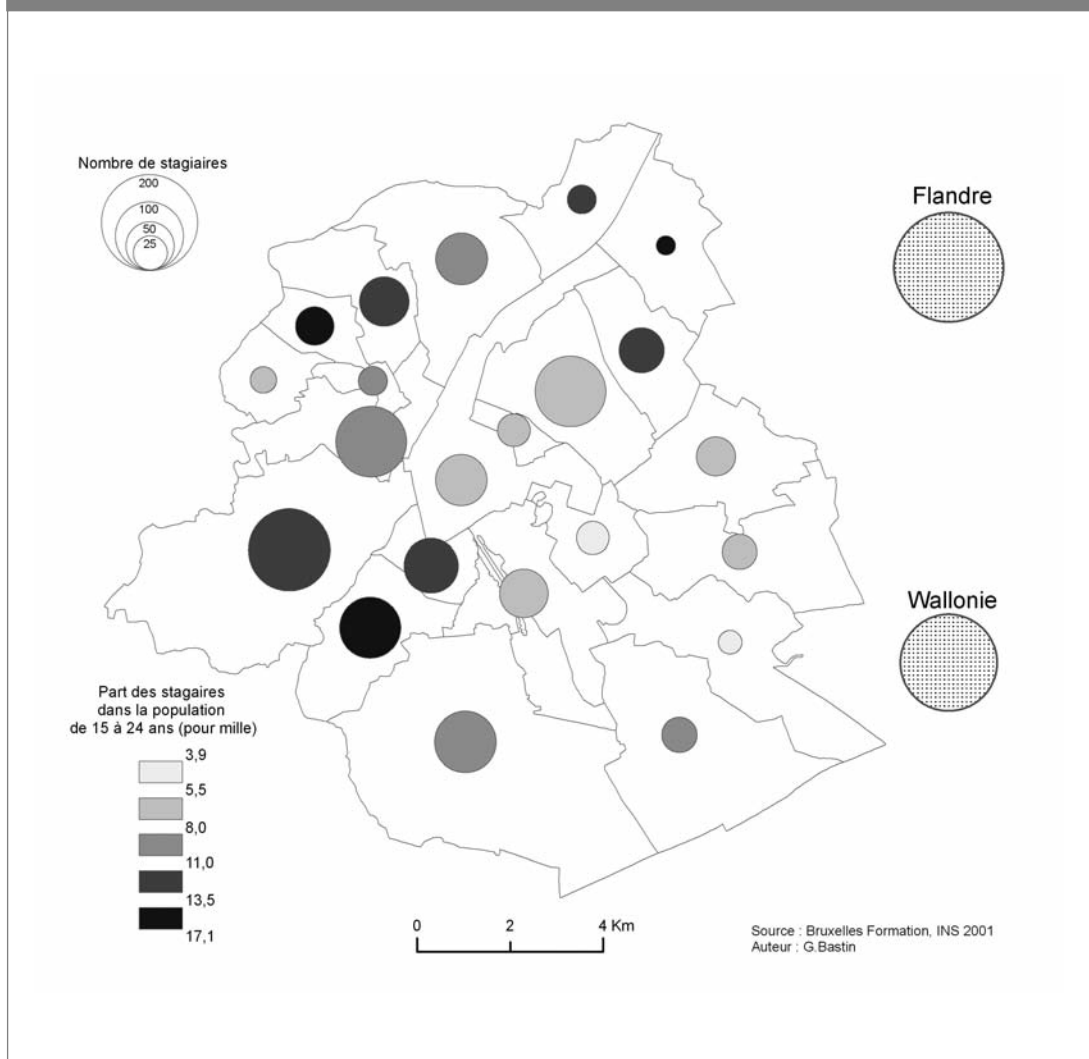 Nombre de stagiaires
200
100
50
25
Flandre
Wallonie
Part des stagaires
dans la population
de 15 à 24 ans (pour mille)
3,9
5,5
8,0
11,0
13,5
17,1
0 2 4 Km
Source : Bruxelles Formation, INS 2001
Auteur : G.Bastin